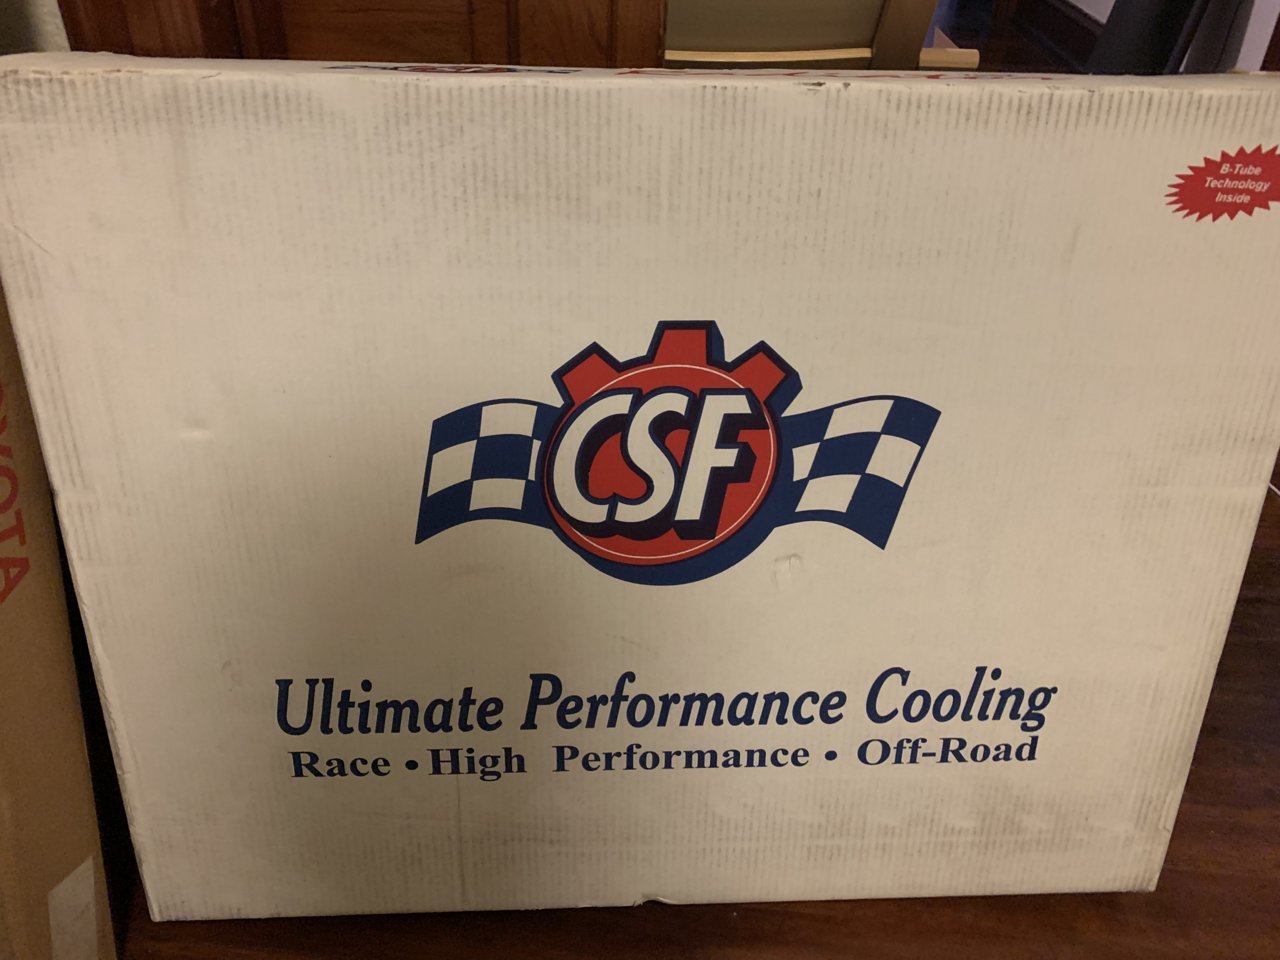 B-Tube
Technology
Inside
CSF
Ultimate Performance Cooling
Race • High Performance • Off-Road